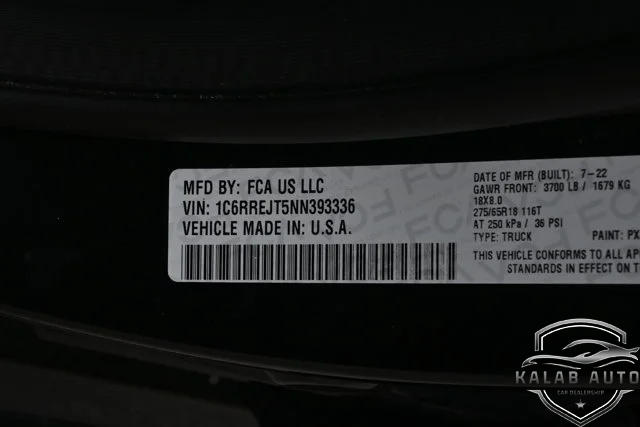 MFD BY: FCA US LLC
VIN: 1C6RREJT5NN393336
VEHICLE MADE IN: U.S.A.
DATE OF MFR (BUILT): 7-22
GAWR FRONT: 3700 LB / 1679 KG
18X8.0
275/65R18 116T
AT 250 kPa / 36 PSI
TYPE: TRUCK PAINT: PX
THIS VEHICLE CONFORMS TO ALL
STANDARDS IN EFFECT ON
KALAB AUTO
CAR DEALERSHIP